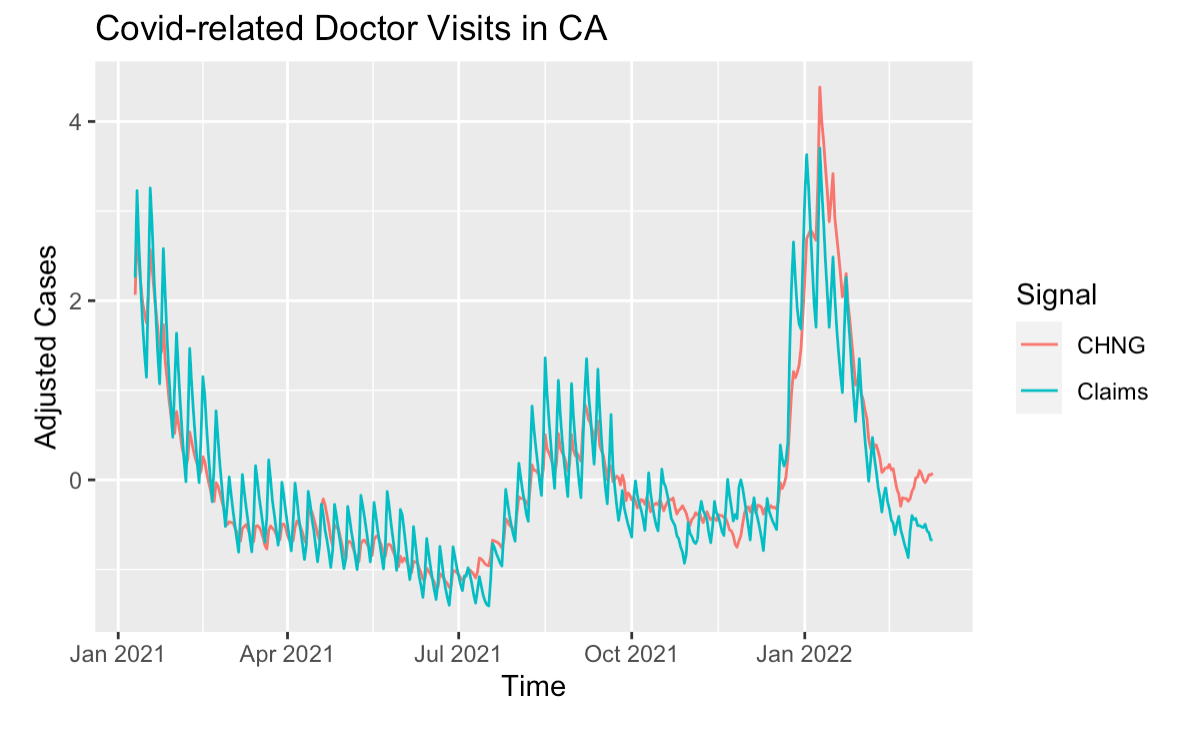 Covid-related Doctor Visits in CA
Adjusted Cases
4
2
0
Jan 2021
Apr 2021
Jul 2021
Oct 2021
Jan 2022
Time
Signal
CHNG
Claims